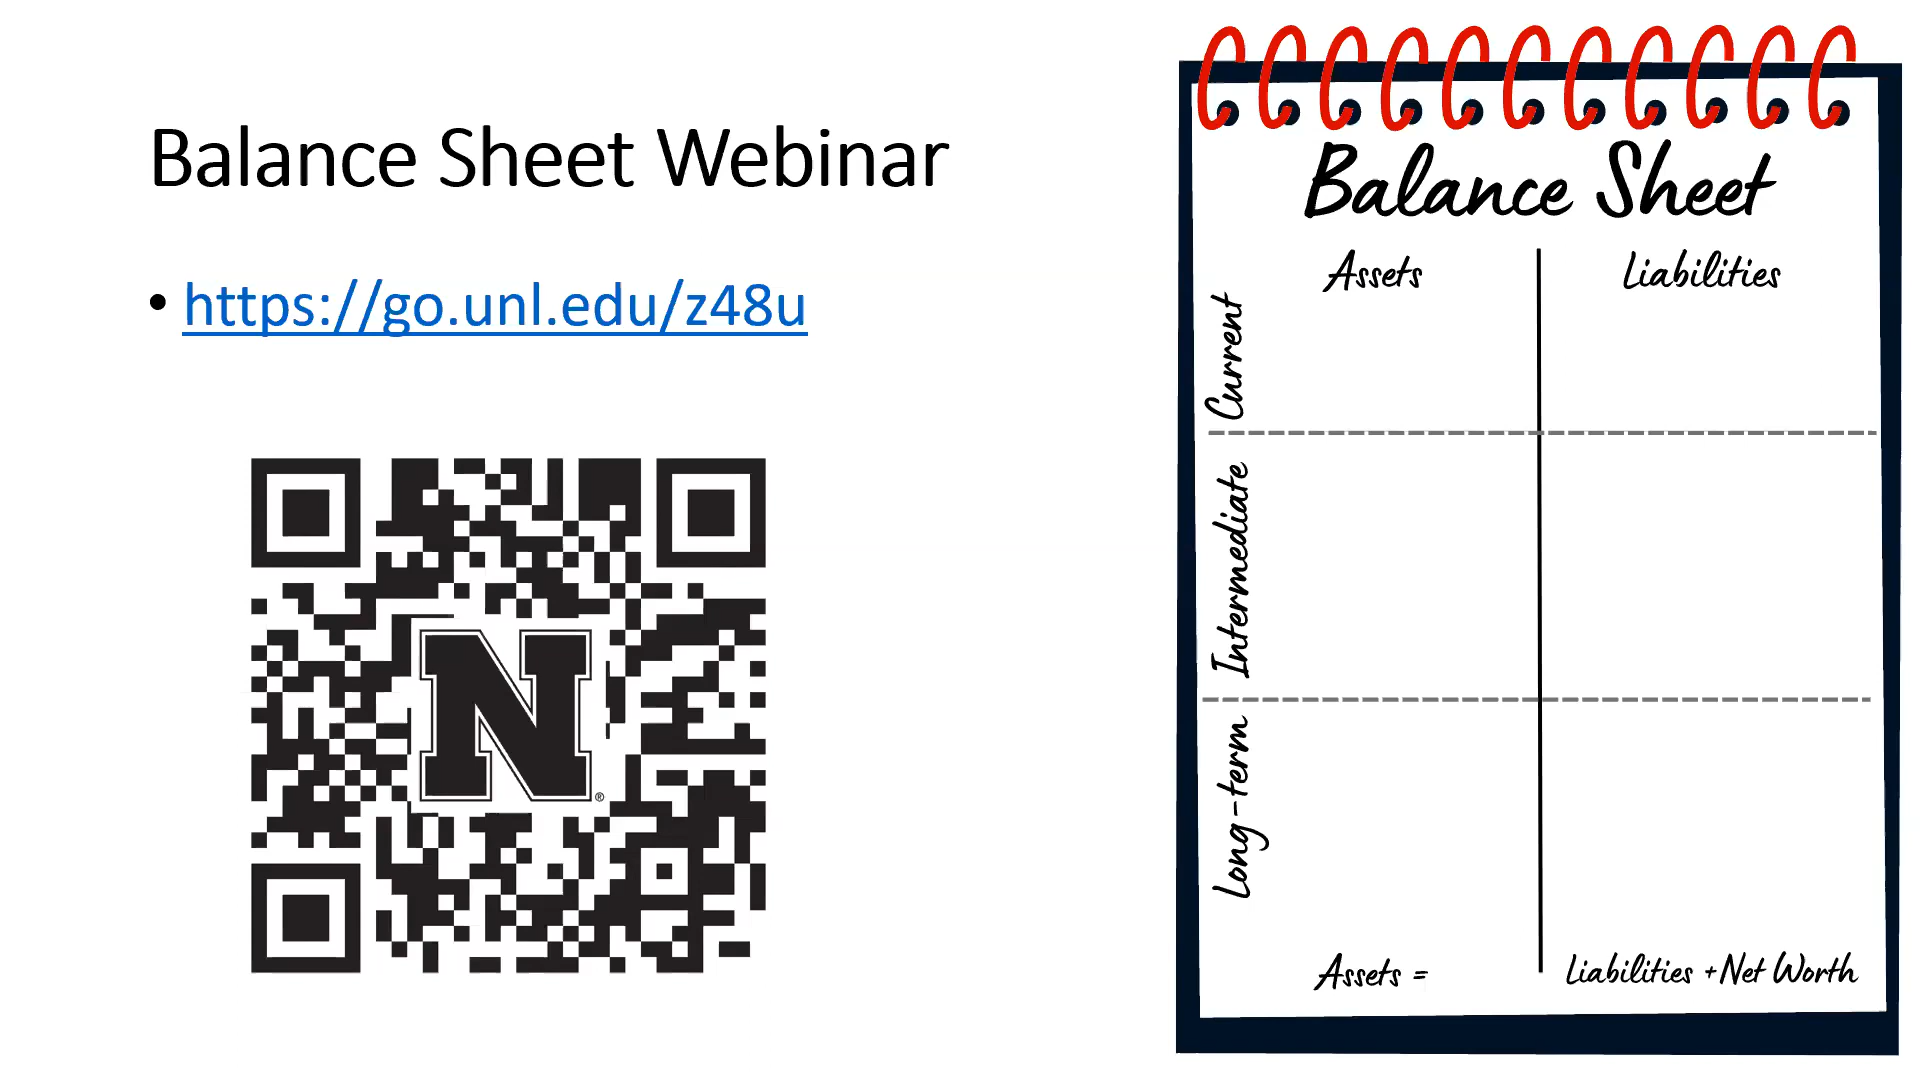 Balance Sheet Webinar
• https://go.unl.edu/z48u
N®
Balance Sheet
Assets Liabilities
Current
Intermediate
Long-term
Assets = Liabilities + Net Worth